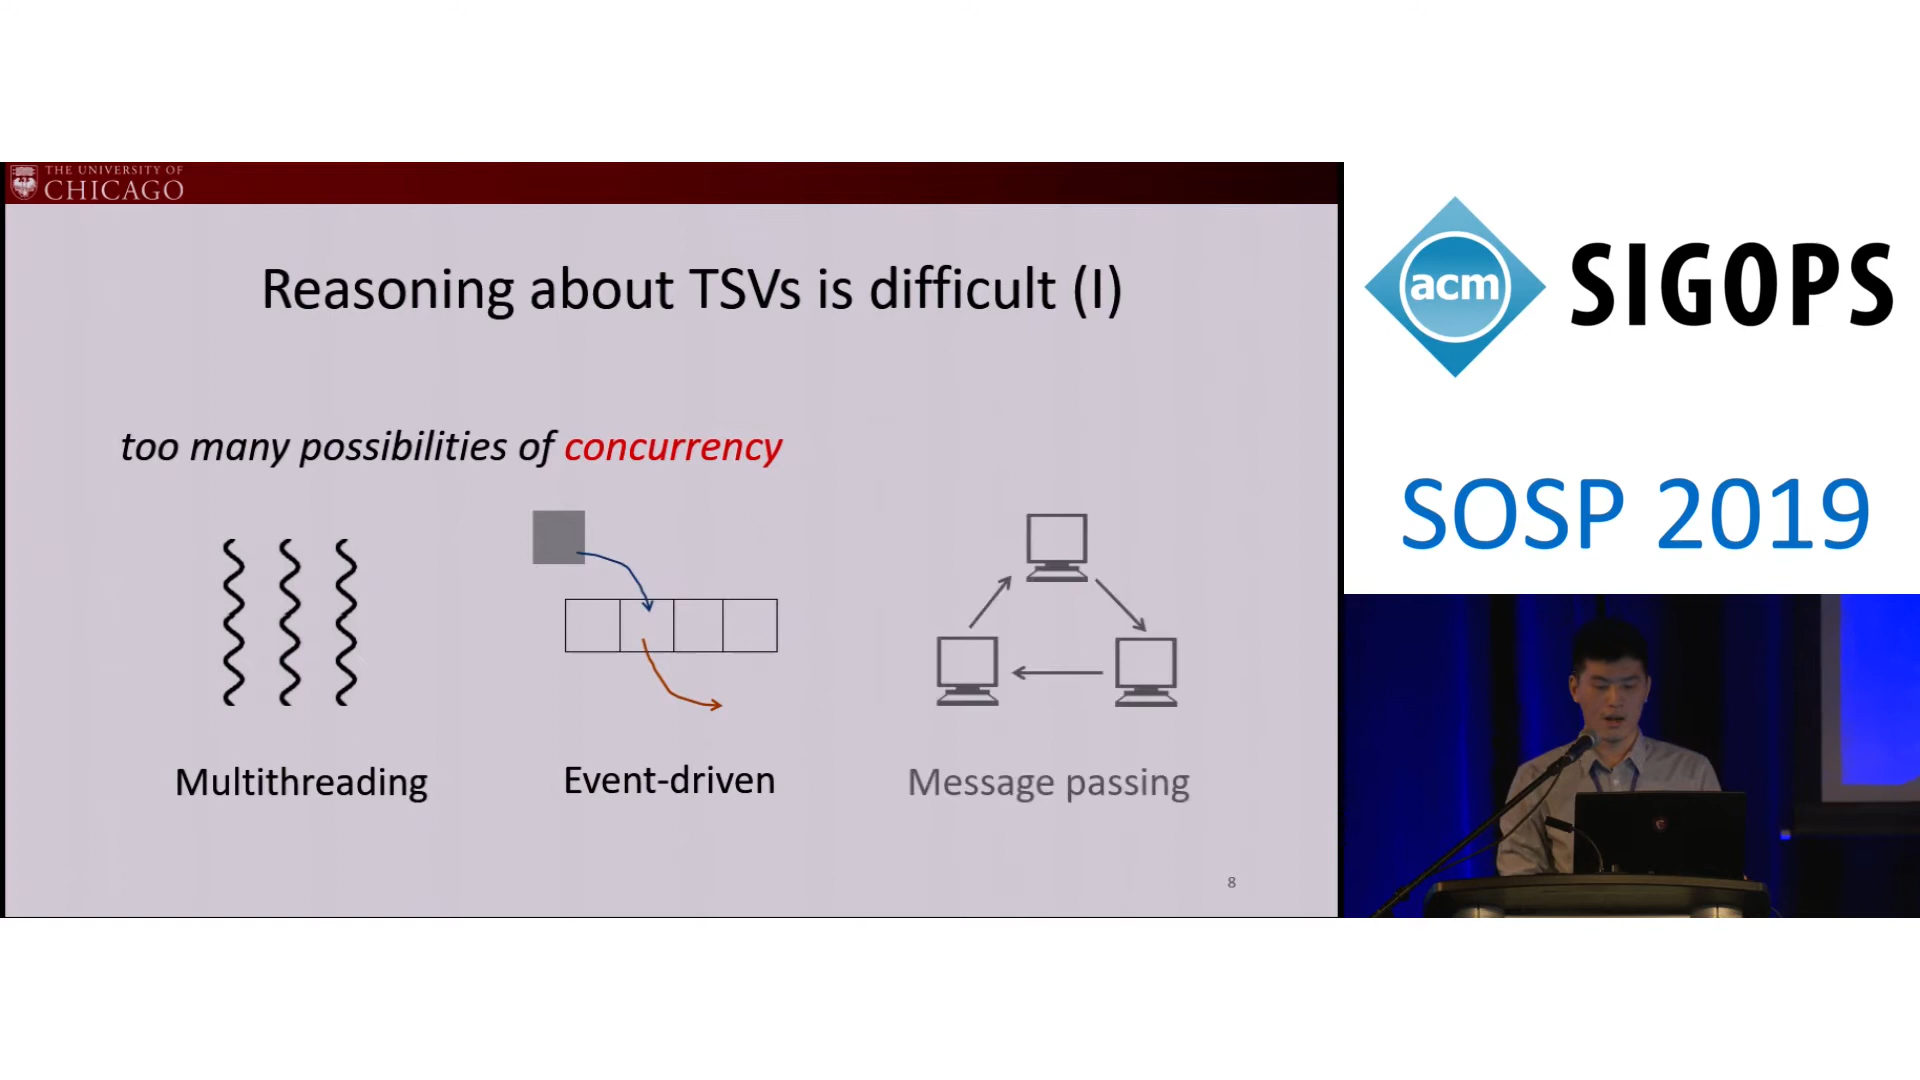 THE UNIVERSITY OF
CHICAGO
Reasoning about TSVs is difficult (I)
too many possibilities of concurrency
Multithreading
Event-driven
Message passing
8
acm
SIGOPS
SOSP 2019